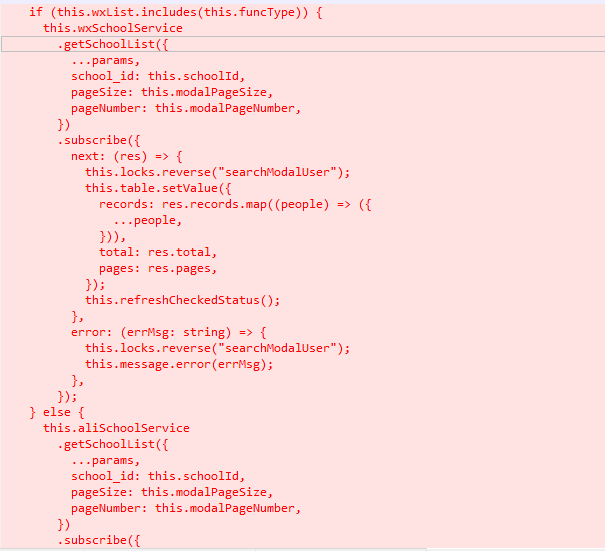 if (this.wxList.includes(this.funcType)) {
this.wxSchoolService
.getSchoolList({
...params,
school_id: this.schoolId,
pageSize: this.modalPageSize,
pageNumber: this.modalPageNumber,
})
.subscribe({
next: (res) => {
this.locks.reverse("searchModalUser");
this.table.setValue({
records: res.records.map((people) => ({
...people,
})),
total: res.total,
pages: res.pages,
});
this.refreshCheckedStatus();
},
error: (errMsg: string) => {
this.locks.reverse("searchModalUser");
this.message.error(errMsg);
},
});
} else {
this.aliSchoolService
.getSchoolList({
...params,
school_id: this.schoolId,
pageSize: this.modalPageSize,
pageNumber: this.modalPageNumber,
})
.subscribe({